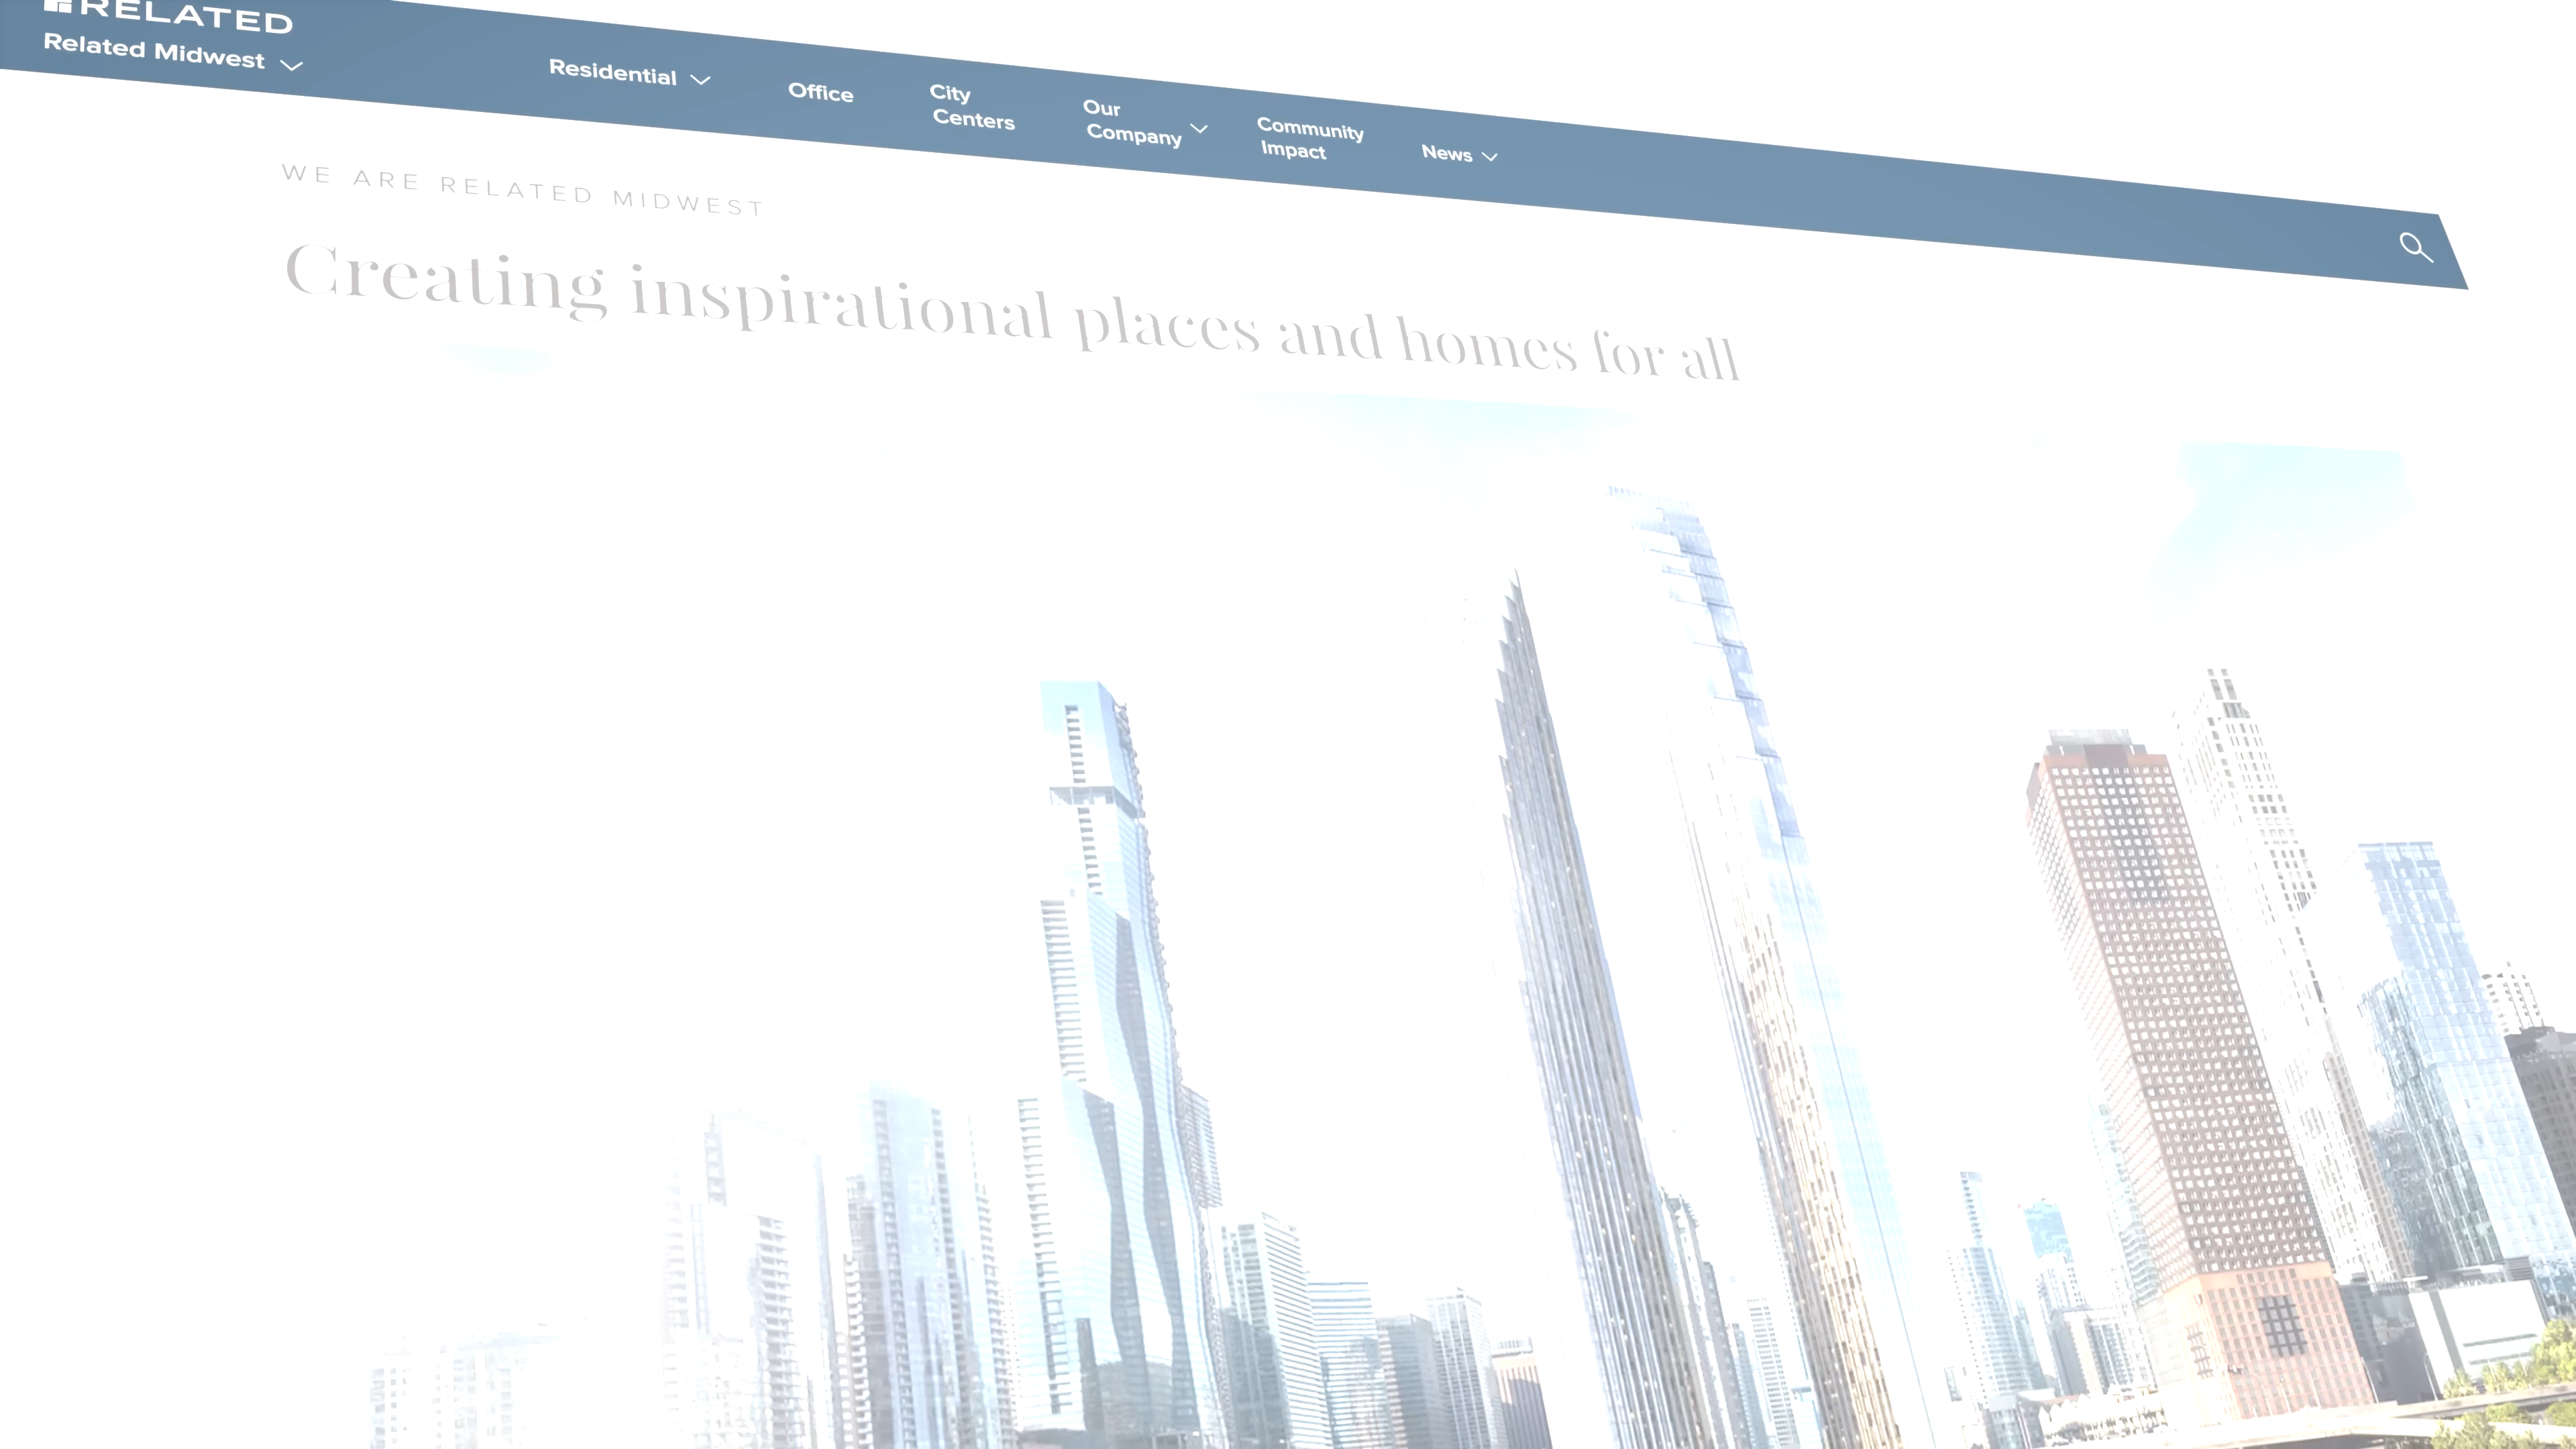 RELATED
Related Midwest
Residential
Office
City
Centers
Our
Company
Community
Impact
News
WE ARE RELATED MIDWEST
Creating inspirational places and homes for all